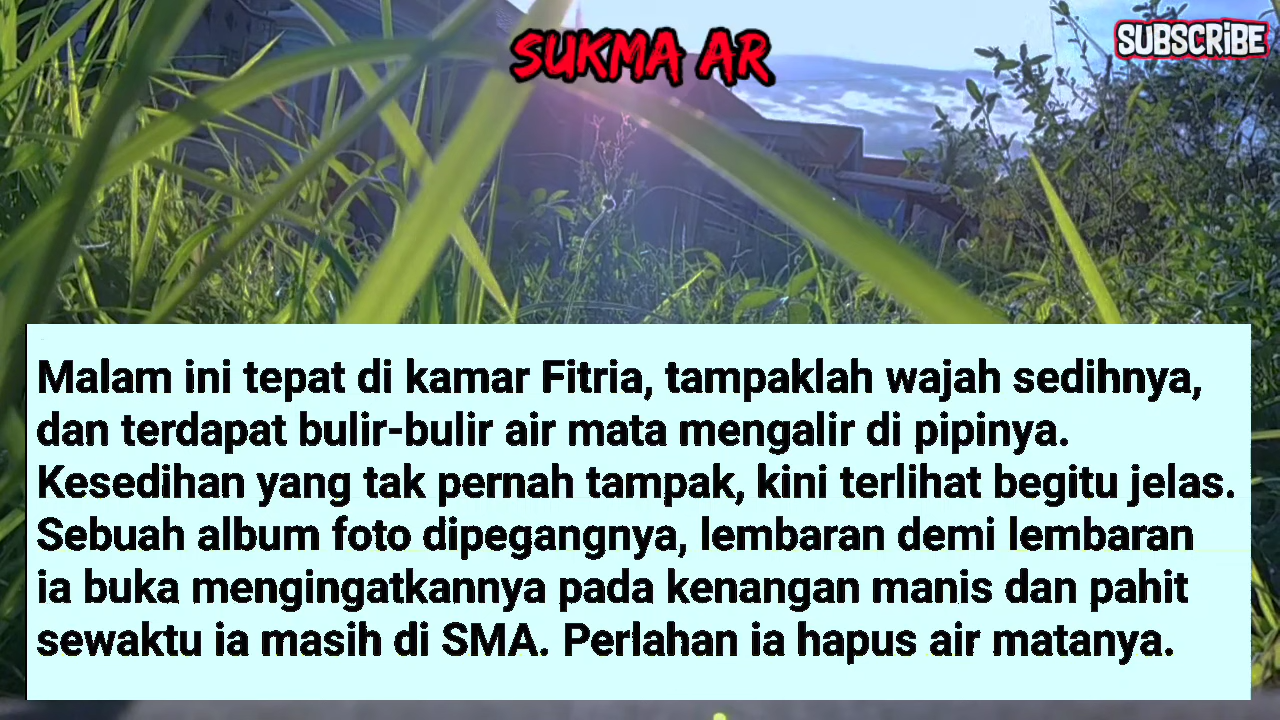 SUKMA AR
SUBSCRiBE
Malam ini tepat di kamar Fitria, tampaklah wajah sedihnya,
dan terdapat bulir-bulir air mata mengalir di pipinya.
Kesedihan yang tak pernah tampak, kini terlihat begitu jelas.
Sebuah album foto dipegangnya, lembaran demi lembaran
ia buka mengingatkannya pada kenangan manis dan pahit
sewaktu ia masih di SMA. Perlahan ia hapus air matanya.